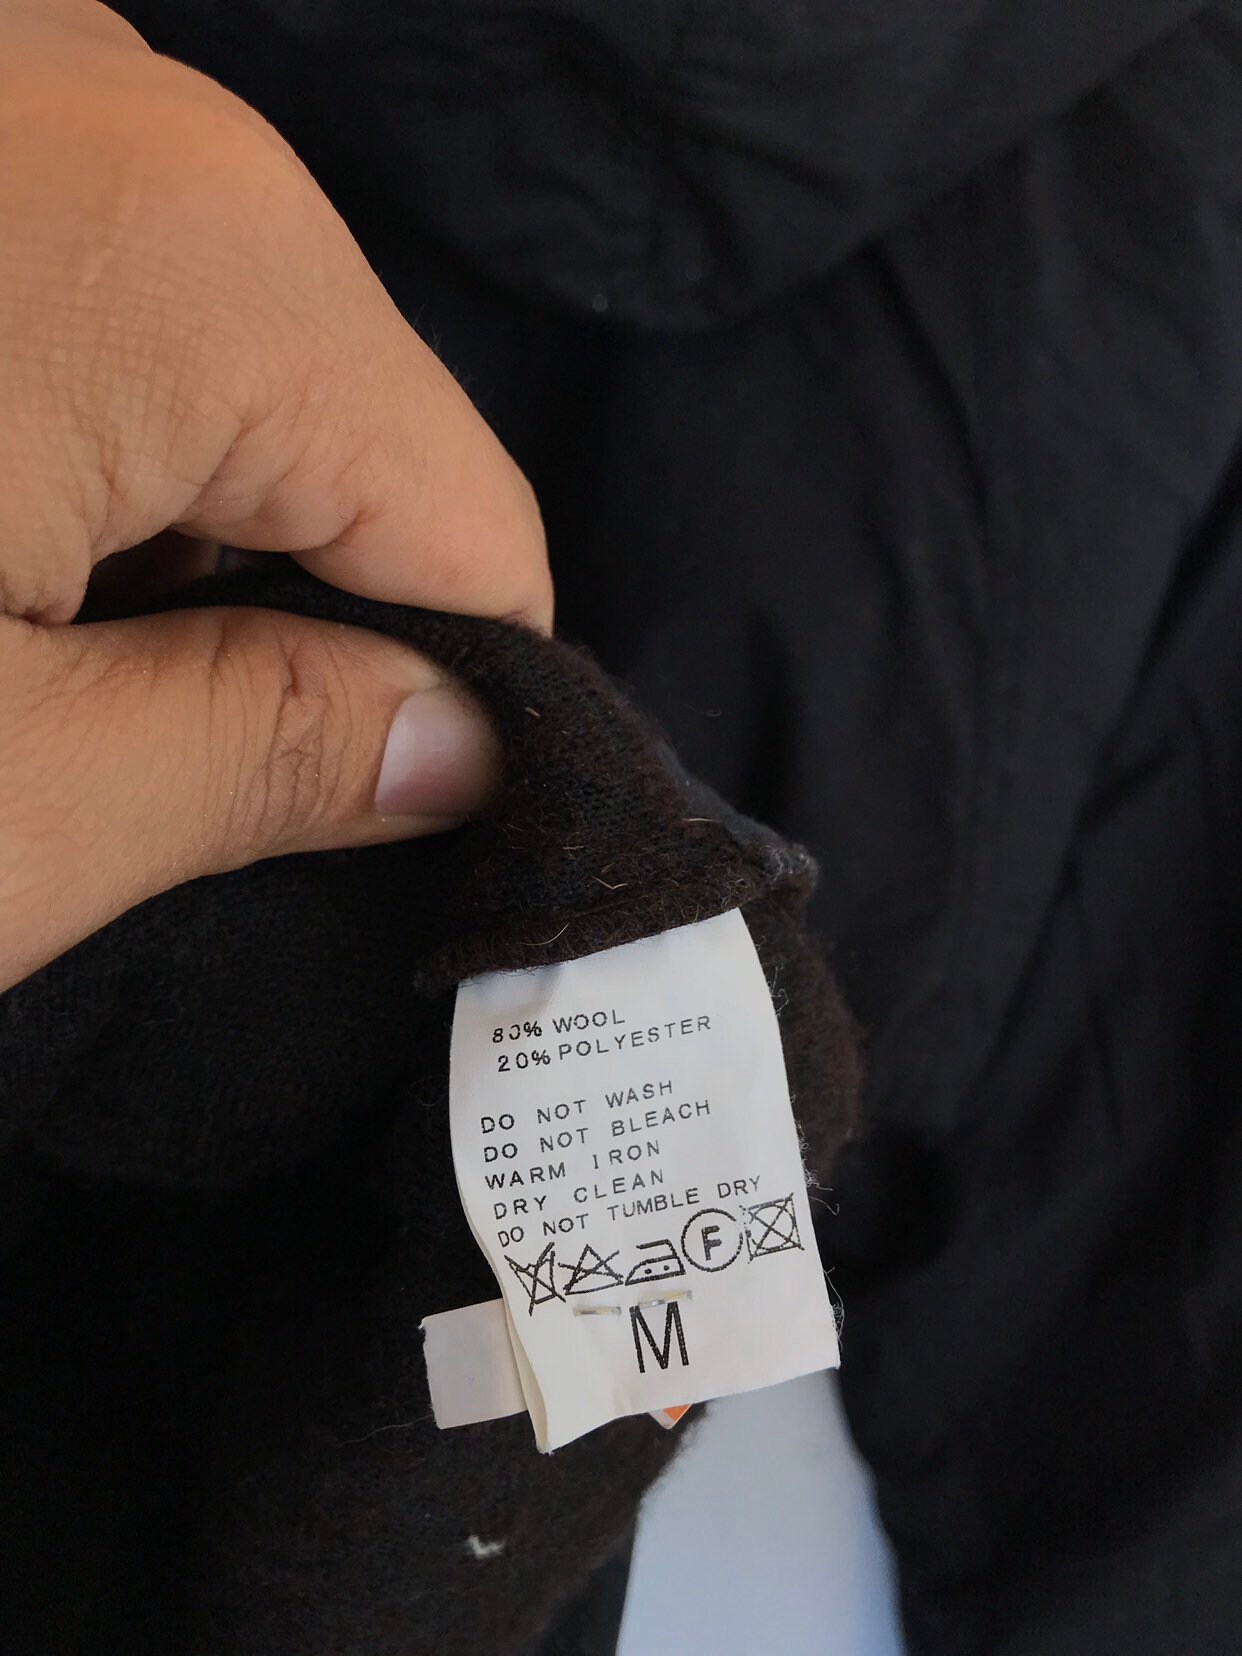 80% WOOL
20% POLYESTER
DO NOT WASH
DO NOT BLEACH
WARM IRON
DRY CLEAN
DO NOT TUMBLE DRY
F
M